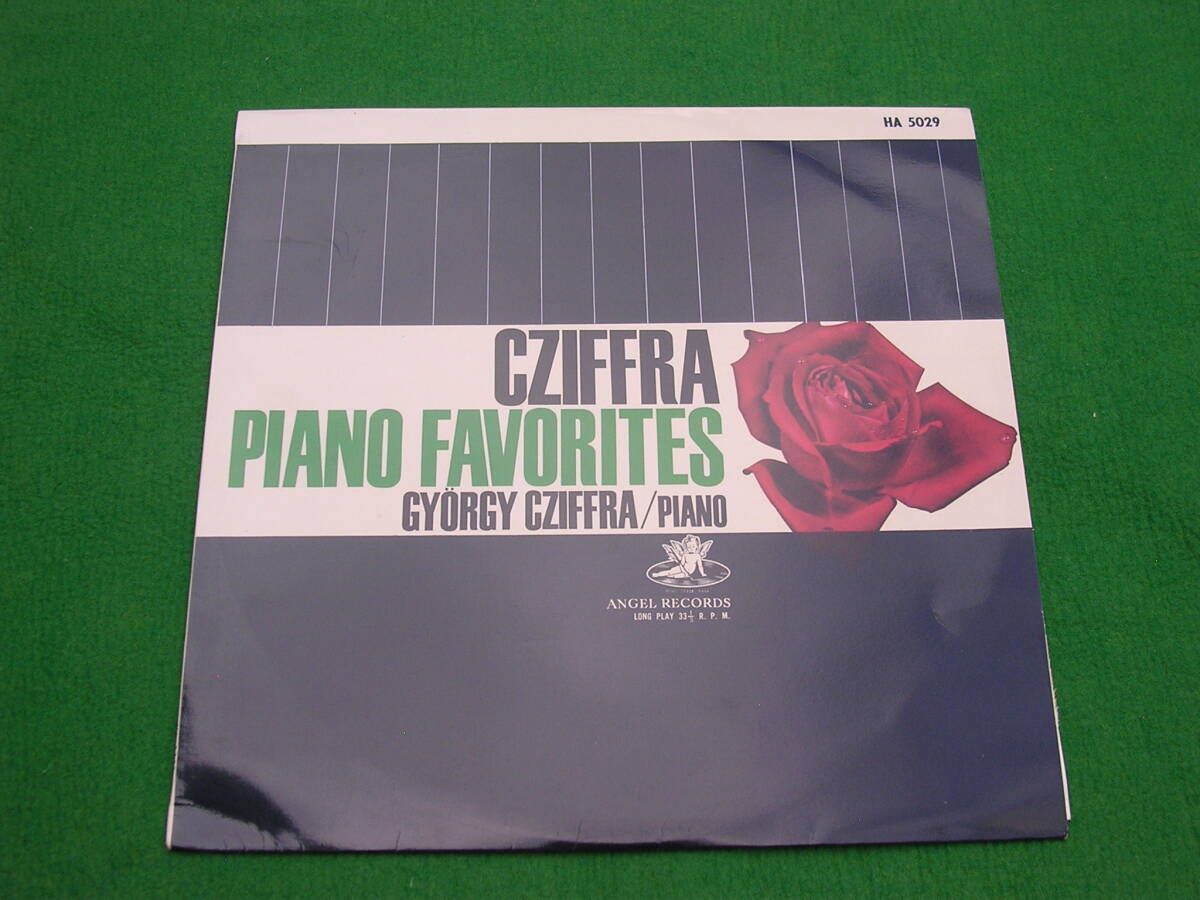 HA 5029
CZIFFRA
PIANO FAVORITES
GYÖRGY CZIFFRA/PIANO
ANGEL RECORDS
LONG PLAY 33⅓ R. P. M.